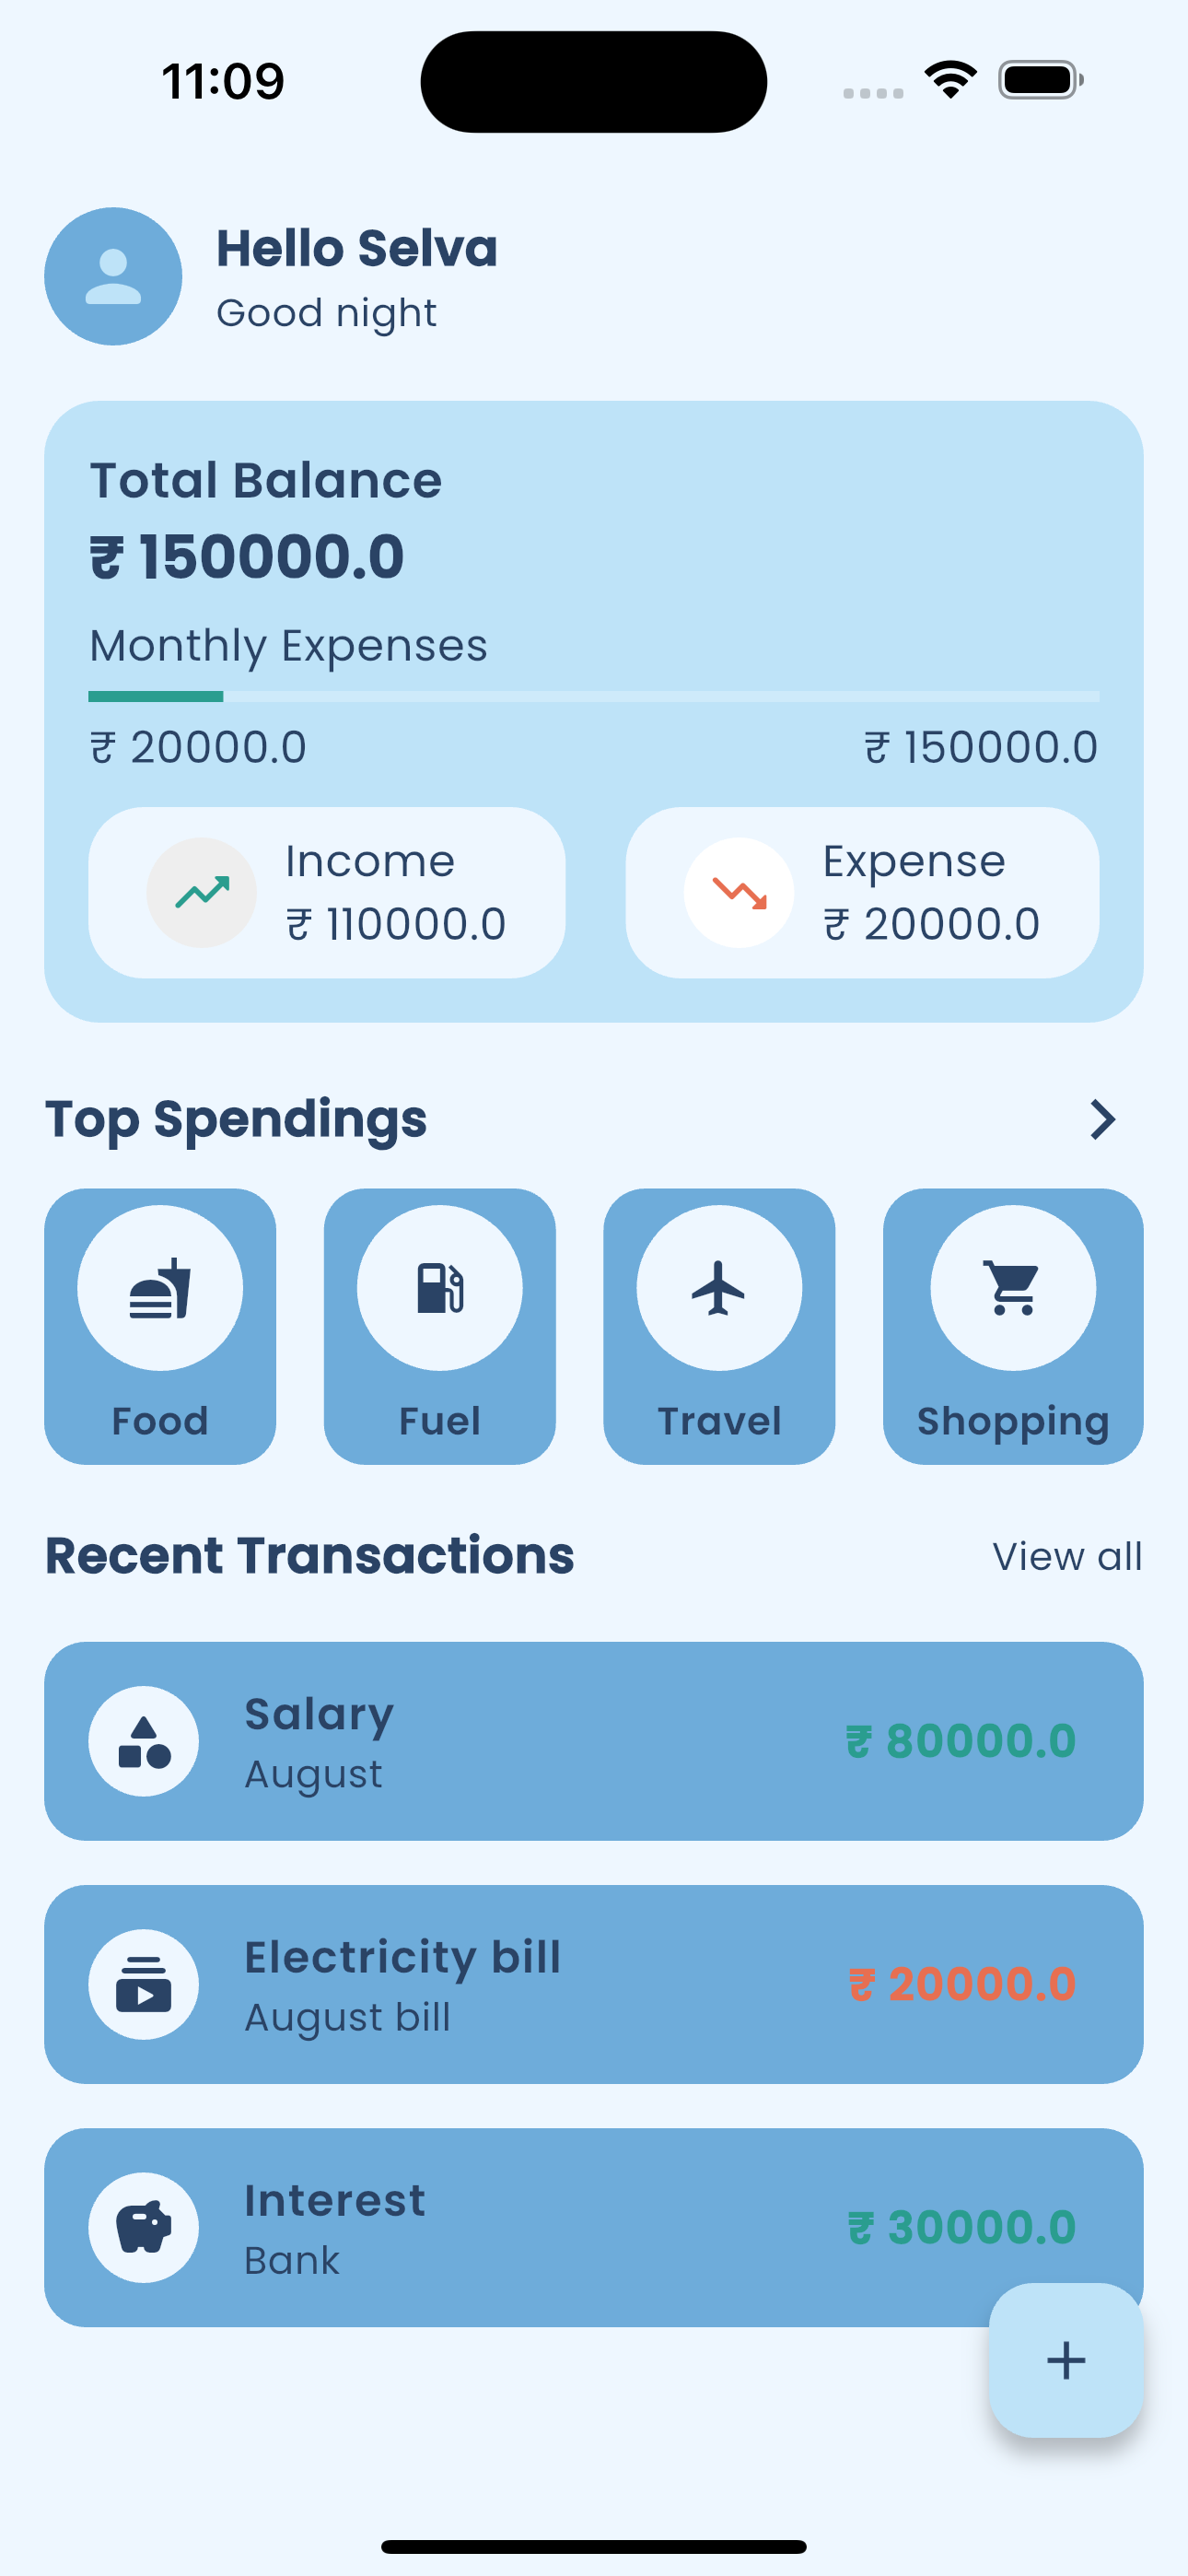 11:09
Hello Selva
Good night
Total Balance
₹ 150000.0
Monthly Expenses
₹ 20000.0 ₹ 150000.0
Income
₹ 110000.0
Expense
₹ 20000.0
Top Spendings
Food Fuel Travel Shopping
Recent Transactions View all
Salary
August
₹ 80000.0
Electricity bill
August bill
₹ 20000.0
Interest
Bank
₹ 30000.0